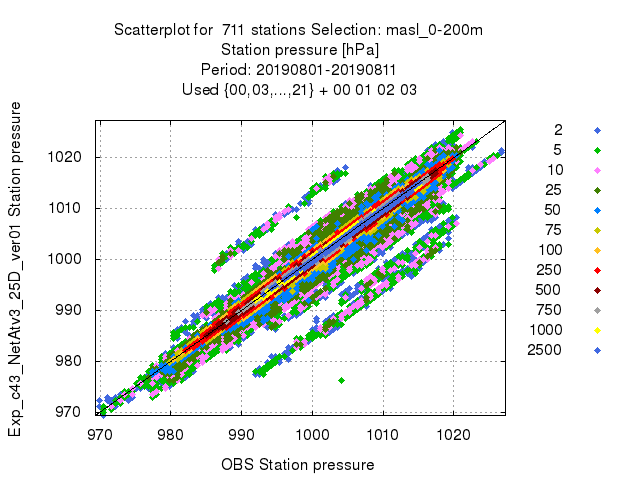 Scatterplot for 711 stations Selection: masl_0-200m
Station pressure [hPa]
Period: 20190801-20190811
Used {00,03,...,21} + 00 01 02 03
Exp_c43_NetAtv3_25D_ver01 Station pressure
1020
1010
1000
990
980
970
970 980 990 1000 1010 1020
OBS Station pressure
2
5
10
25
50
75
100
250
500
750
1000
2500